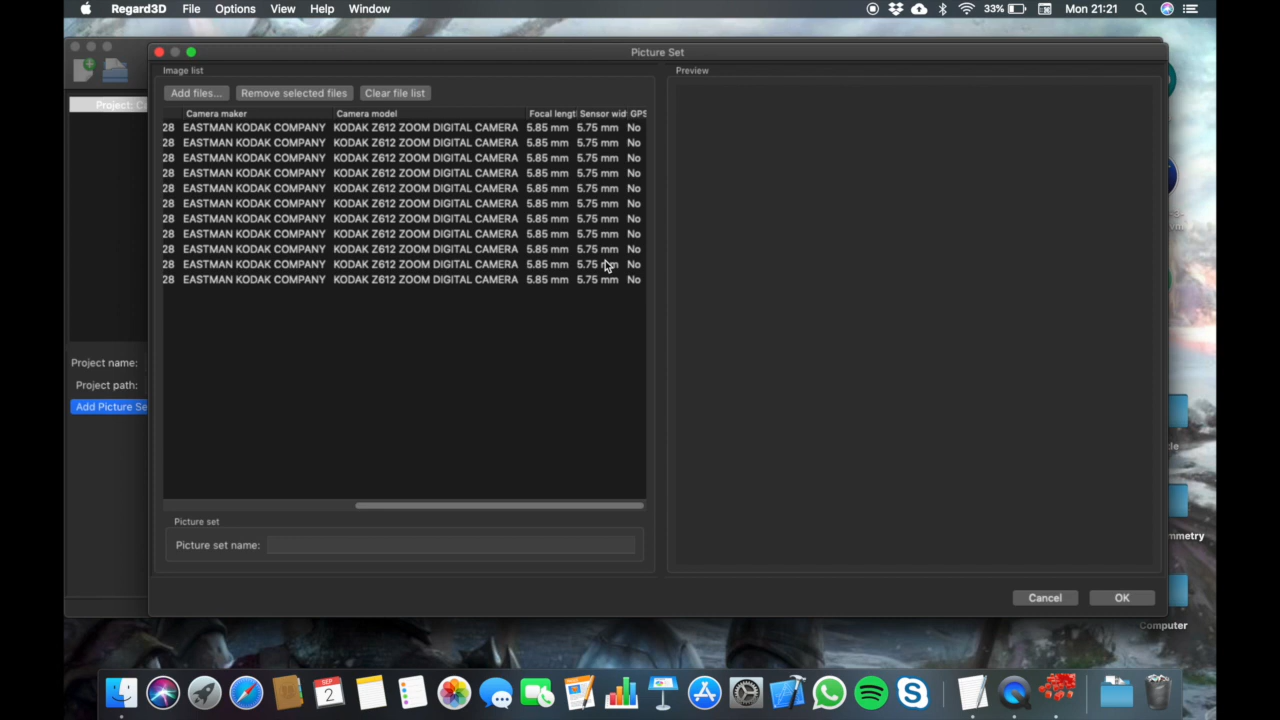 Regard3D File Options View Help Window 33% Mon 21:21
Picture Set
Image list Preview
Add files... Remove selected files Clear file list
Camera maker Camera model Focal lengt Sensor wid GPS
28 EASTMAN KODAK COMPANY KODAK Z612 ZOOM DIGITAL CAMERA 5.85 mm 5.75 mm No
28 EASTMAN KODAK COMPANY KODAK Z612 ZOOM DIGITAL CAMERA 5.85 mm 5.75 mm No
28 EASTMAN KODAK COMPANY KODAK Z612 ZOOM DIGITAL CAMERA 5.85 mm 5.75 mm No
28 EASTMAN KODAK COMPANY KODAK Z612 ZOOM DIGITAL CAMERA 5.85 mm 5.75 mm No
28 EASTMAN KODAK COMPANY KODAK Z612 ZOOM DIGITAL CAMERA 5.85 mm 5.75 mm No
28 EASTMAN KODAK COMPANY KODAK Z612 ZOOM DIGITAL CAMERA 5.85 mm 5.75 mm No
28 EASTMAN KODAK COMPANY KODAK Z612 ZOOM DIGITAL CAMERA 5.85 mm 5.75 mm No
28 EASTMAN KODAK COMPANY KODAK Z612 ZOOM DIGITAL CAMERA 5.85 mm 5.75 mm No
28 EASTMAN KODAK COMPANY KODAK Z612 ZOOM DIGITAL CAMERA 5.85 mm 5.75 mm No
28 EASTMAN KODAK COMPANY KODAK Z612 ZOOM DIGITAL CAMERA 5.85 mm 5.75 mm No
28 EASTMAN KODAK COMPANY KODAK Z612 ZOOM DIGITAL CAMERA 5.85 mm 5.75 mm No
Project:
Project name:
Project path:
Add Picture Se
Picture set
Picture set name:
Cancel OK
mmetry
Computer
SEP
2